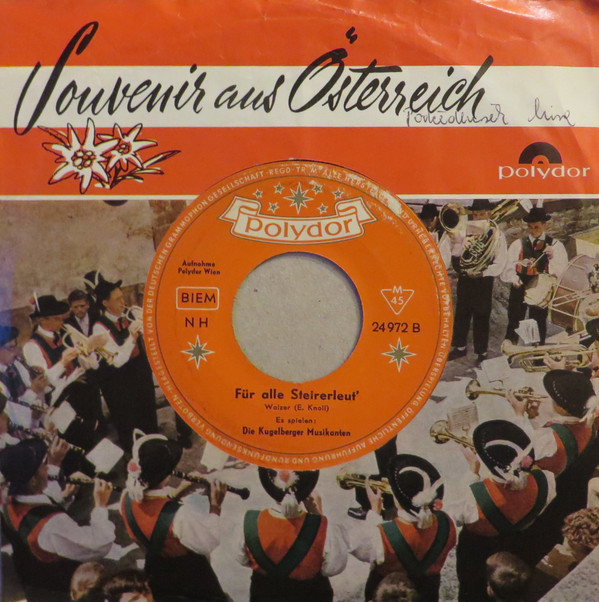 Souvenir aus Österreich
polydor
polydor
Aufnahme
Polydor Wien
BIEM
NH
M
45
24 972 B
Für alle Steirerleut'
Walzer (E. Knoll)
Es spielen:
Die Kugelberger Musikanten